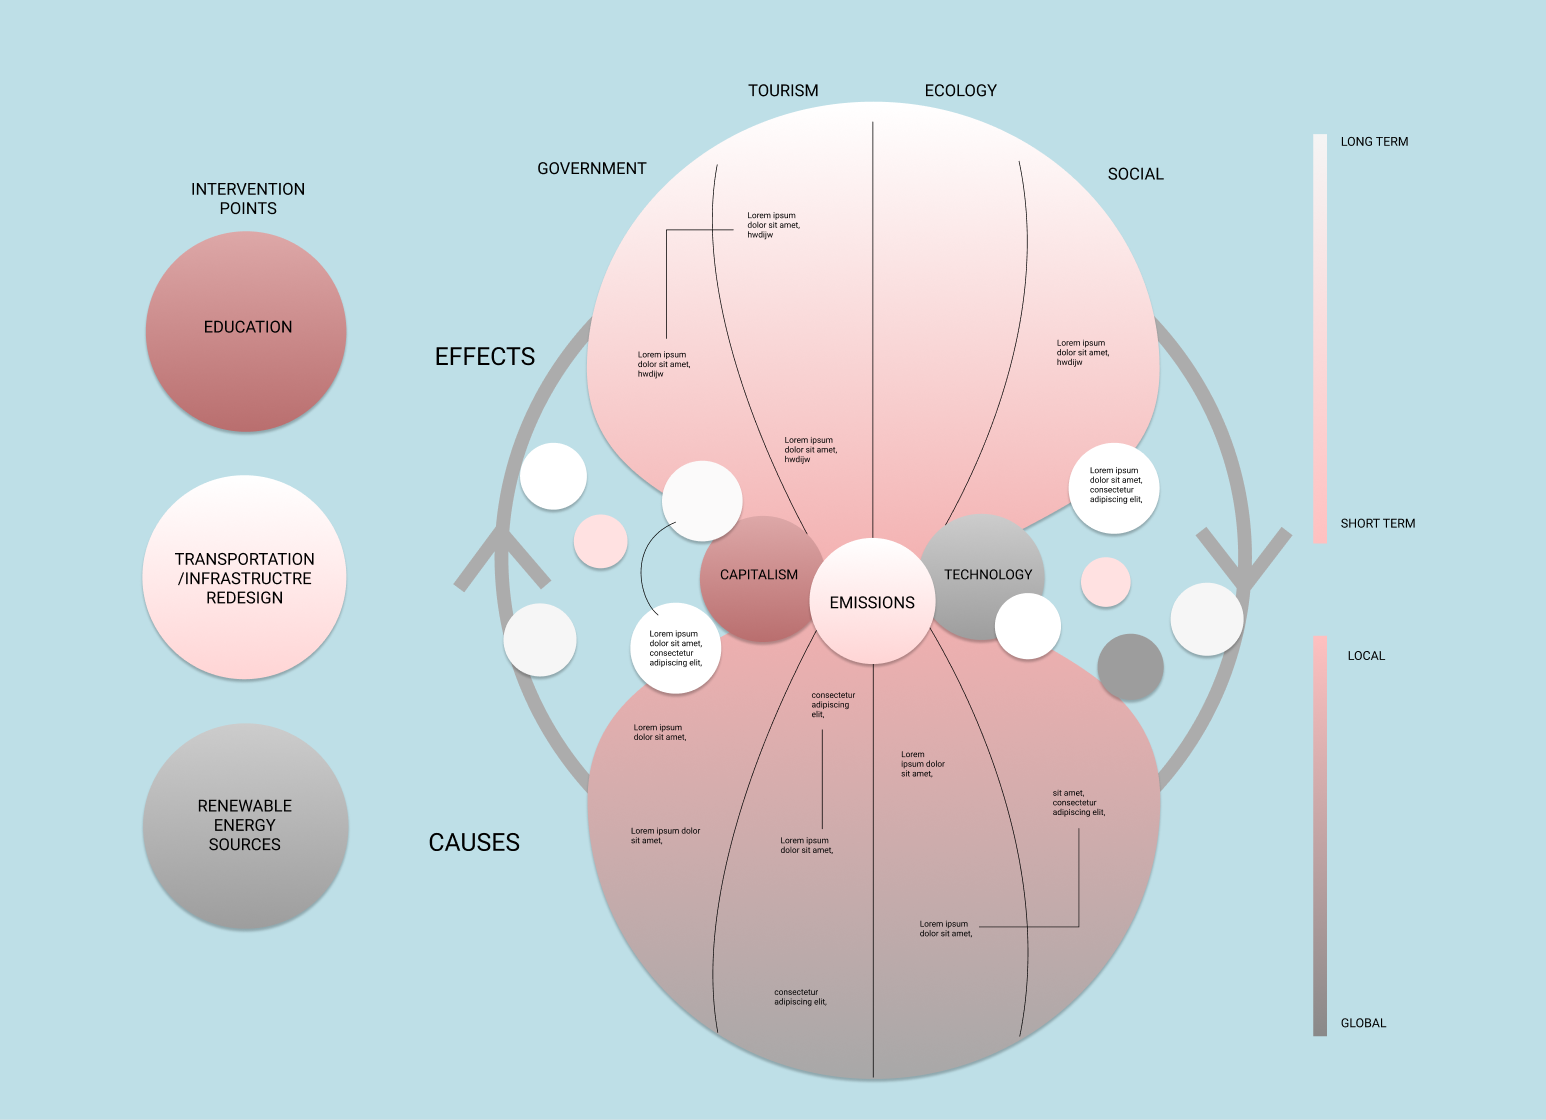 TOURISM
ECOLOGY
GOVERNMENT
SOCIAL
LONG TERM
INTERVENTION
POINTS
EDUCATION
TRANSPORTATION
/INFRASTRUCTRE
REDESIGN
RENEWABLE
ENERGY
SOURCES
EFFECTS
Lorem ipsum
dolor sit amet,
hwdijw
Lorem ipsum
dolor sit amet,
hwdijw
Lorem ipsum
dolor sit amet,
hwdijw
Lorem ipsum
dolor sit amet,
hwdijw
Lorem ipsum
dolor sit amet,
consectetur
adipiscing elit,
SHORT TERM
CAPITALISM
EMISSIONS
TECHNOLOGY
Lorem ipsum
dolor sit amet,
consectetur
adipiscing elit,
LOCAL
CAUSES
Lorem ipsum
dolor sit amet,
consectetur
adipiscing
elit,
Lorem
ipsum dolor
sit amet,
sit amet,
consectetur
adipiscing elit,
Lorem ipsum dolor
sit amet,
Lorem ipsum
dolor sit amet,
Lorem ipsum
dolor sit amet,
consectetur
adipiscing elit,
GLOBAL